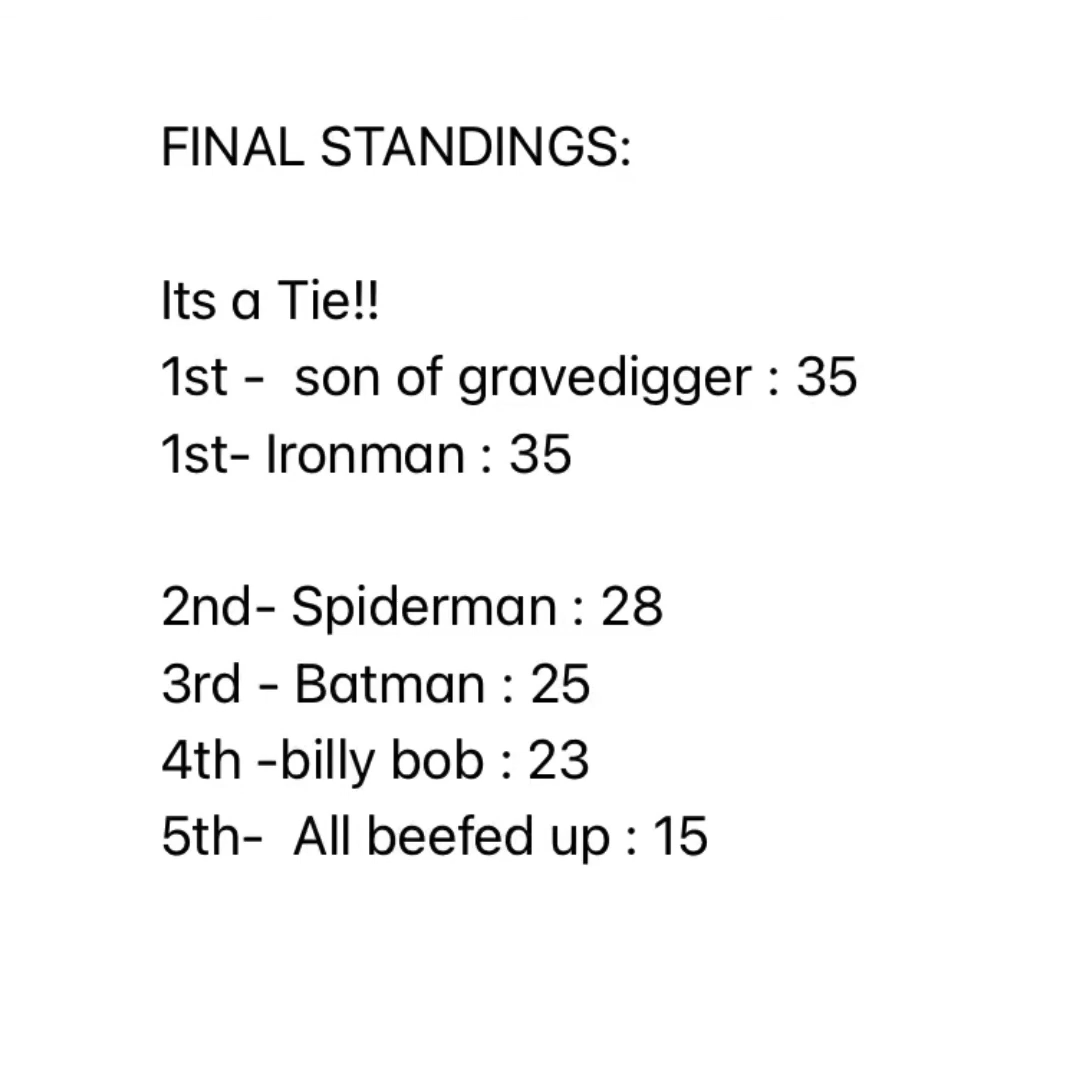 FINAL STANDINGS:
Its a Tie!!
1st -  son of gravedigger : 35
1st- Ironman : 35
2nd- Spiderman : 28
3rd - Batman : 25
4th -billy bob : 23
5th-  All beefed up : 15